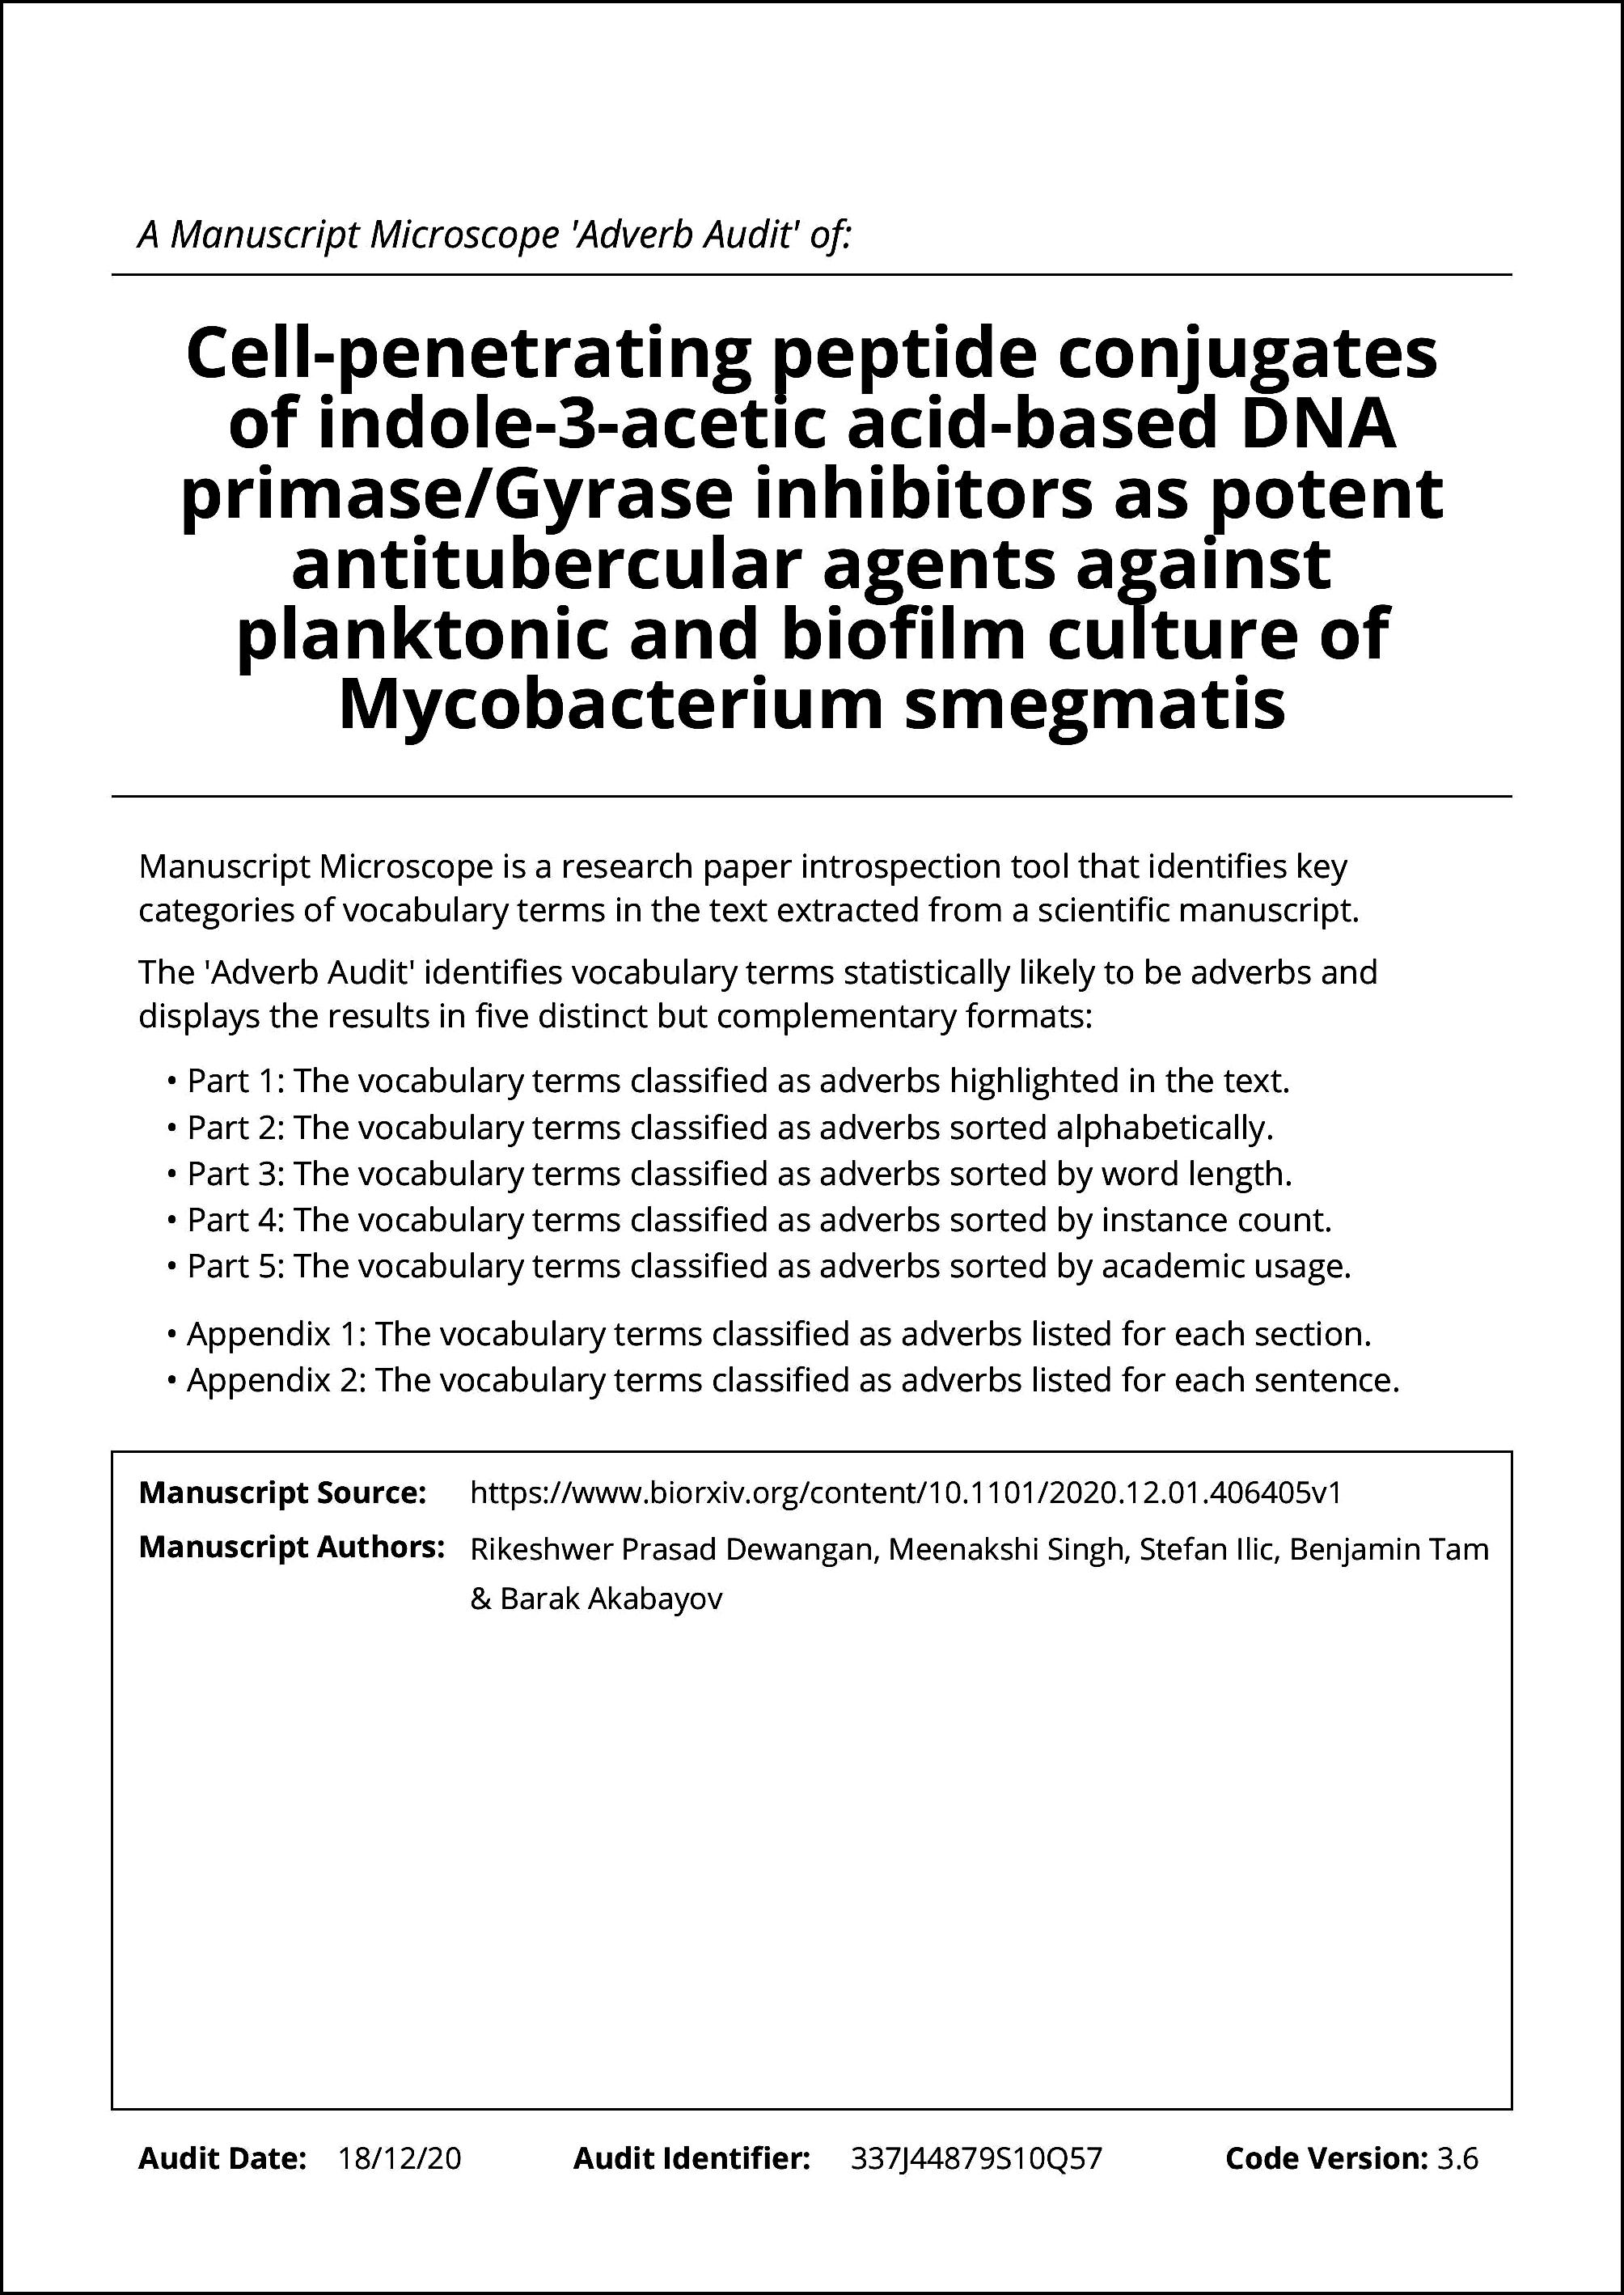 A Manuscript Microscope 'Adverb Audit' of:
Cell-penetrating peptide conjugates
of indole-3-acetic acid-based DNA
primase/Gyrase inhibitors as potent
antitubercular agents against
planktonic and biofilm culture of
Mycobacterium smegmatis
Manuscript Microscope is a research paper introspection tool that identifies key
categories of vocabulary terms in the text extracted from a scientific manuscript.
The 'Adverb Audit' identifies vocabulary terms statistically likely to be adverbs and
displays the results in five distinct but complementary formats:
• Part 1: The vocabulary terms classified as adverbs highlighted in the text.
• Part 2: The vocabulary terms classified as adverbs sorted alphabetically.
• Part 3: The vocabulary terms classified as adverbs sorted by word length.
• Part 4: The vocabulary terms classified as adverbs sorted by instance count.
• Part 5: The vocabulary terms classified as adverbs sorted by academic usage.
• Appendix 1: The vocabulary terms classified as adverbs listed for each section.
• Appendix 2: The vocabulary terms classified as adverbs listed for each sentence.
Manuscript Source: https://www.biorxiv.org/content/10.1101/2020.12.01.406405v1
Manuscript Authors: Rikeshwer Prasad Dewangan, Meenakshi Singh, Stefan Ilic, Benjamin Tam
& Barak Akabayov
Audit Date: 18/12/20 Audit Identifier: 337J44879S10Q57 Code Version: 3.6